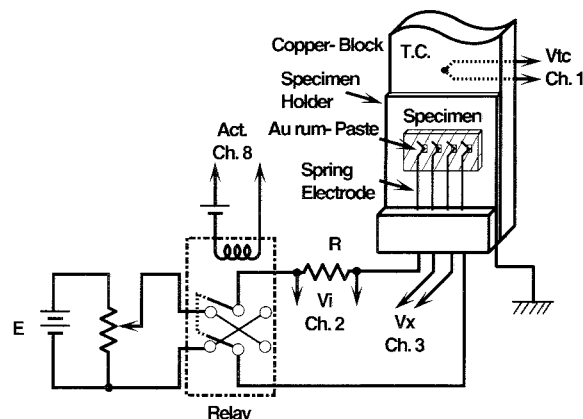 Copper- Block
T.C.
Vtc
Ch. 1
Specimen
Holder
Specimen
Au rum- Paste
Act.
Ch. 8
Spring
Electrode
R
Vi
Ch. 2
Vx
Ch. 3
E
Relay